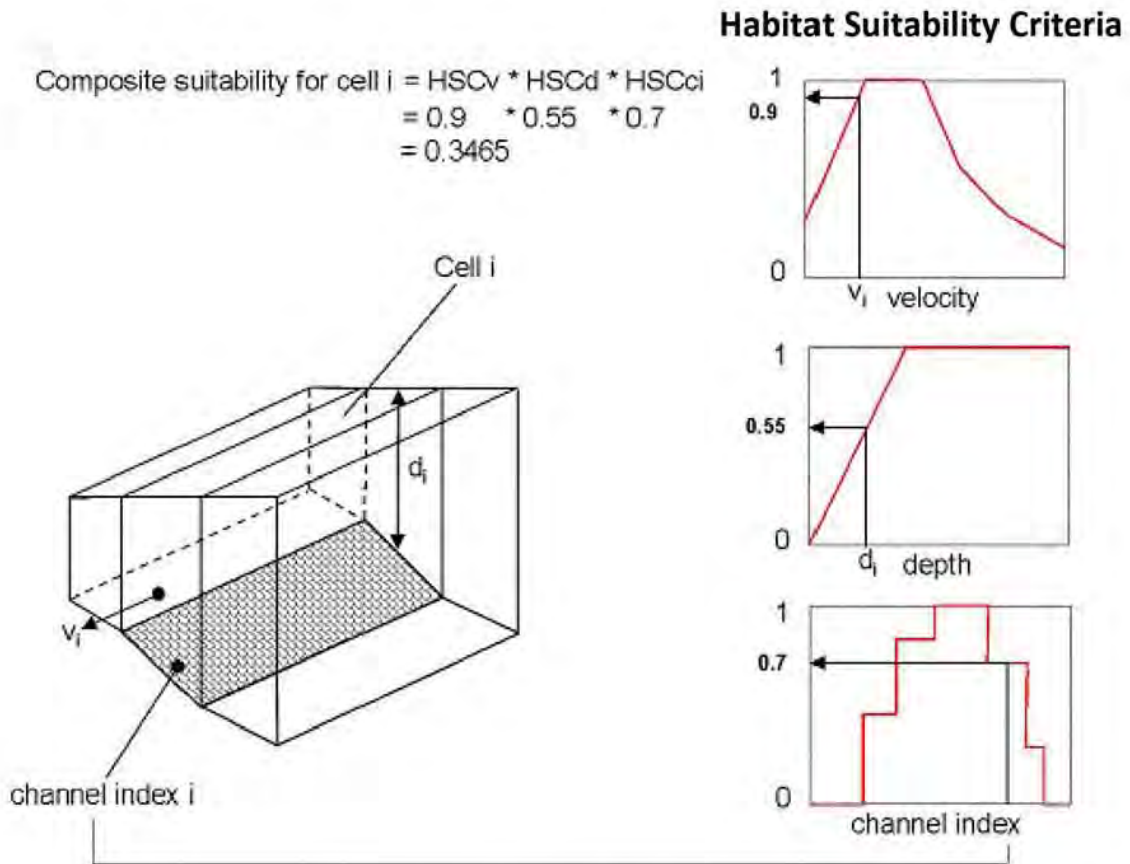 Habitat Suitability Criteria
Composite suitability for cell i = HSCv * HSCd * HSCci
= 0.9 * 0.55 * 0.7
= 0.3465
1
0.9
0
vi velocity
Cell i
di
vi
channel index i
1
0.55
0
di depth
1
0.7
0
channel index